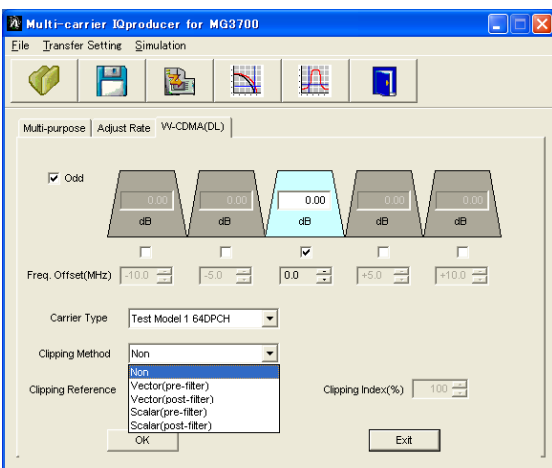 Multi-carrier IQproducer for MG3700
File Transfer Setting Simulation
Multi-purpose Adjust Rate W-CDMA(DL)
Odd 0.00 0.00 0.00 0.00 0.00
dB dB dB dB dB
Freq. Offset(MHz) -10.0 -5.0 0.0 +5.0 +10.0
Carrier Type Test Model 1 64DPCH
Clipping Method Non
Non
Vector(pre-filter)
Clipping Reference Vector(post-filter) Clipping Index(%) 100
Scalar(pre-filter)
Scalar(post-filter)
OK Exit